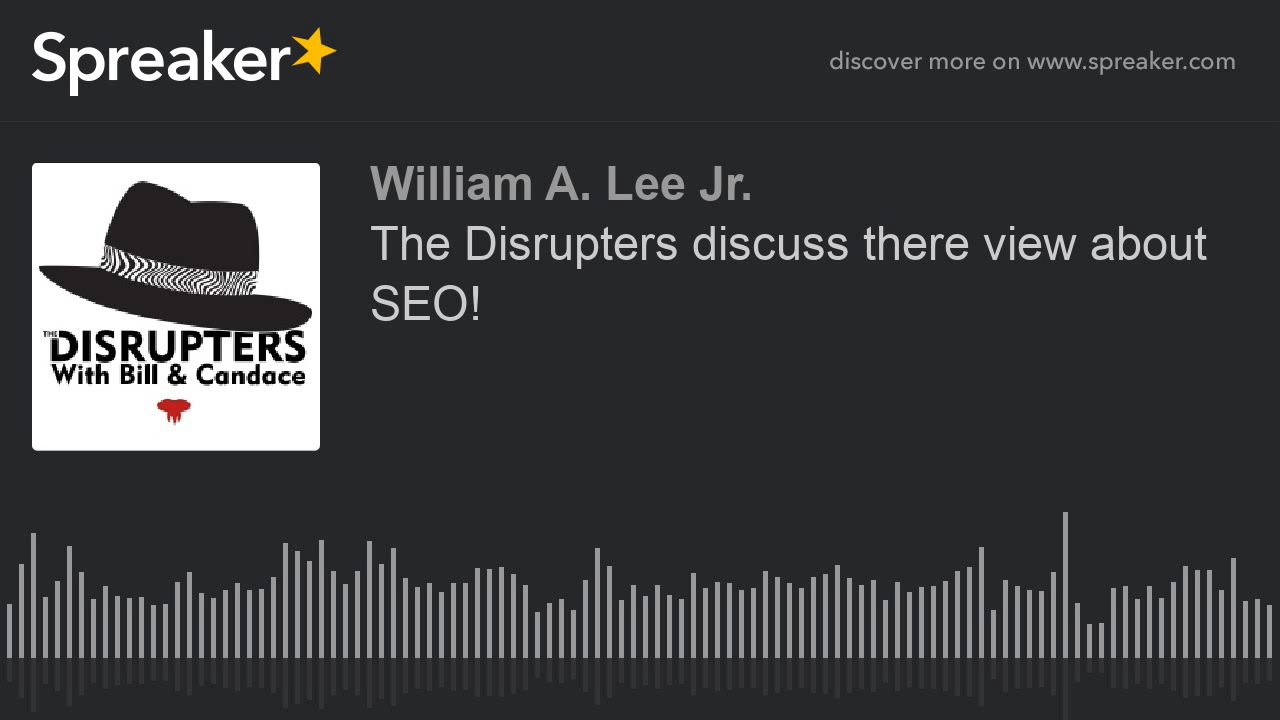 Spreaker
discover more on www.spreaker.com
William A. Lee Jr.
The Disrupters discuss there view about
SEO!
THE
DISRUPTERS
With Bill & Candace